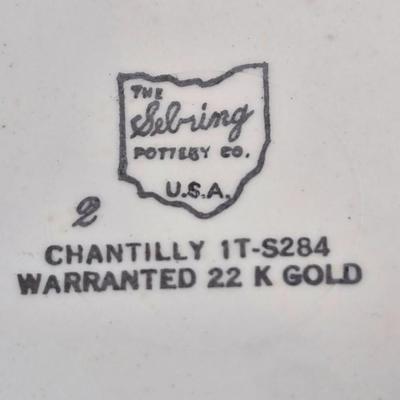 THE
Sebring
POTTERY CO.
U.S.A.
2
CHANTILLY 1T-S284
WARRANTED 22 K GOLD